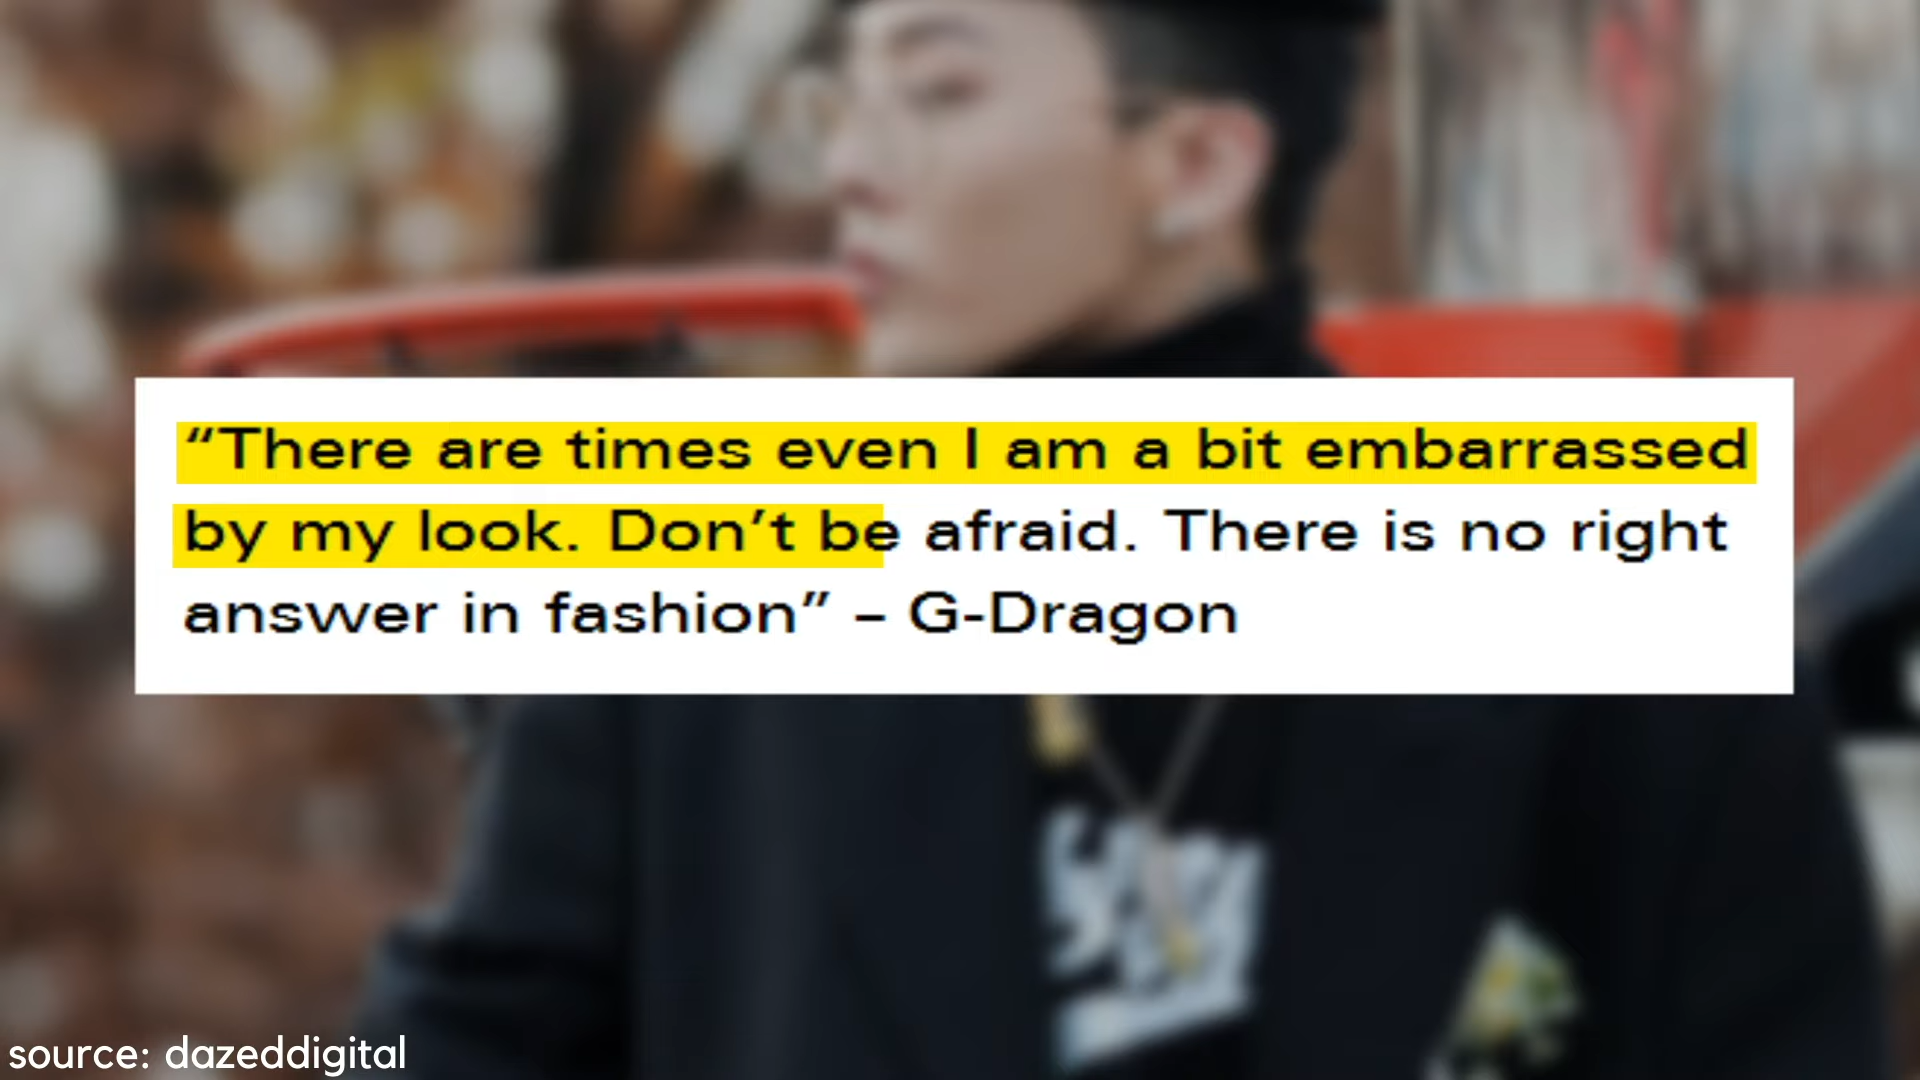 “There are times even I am a bit embarrassed
by my look. Don’t be afraid. There is no right
answer in fashion” – G-Dragon
source: dazeddigital